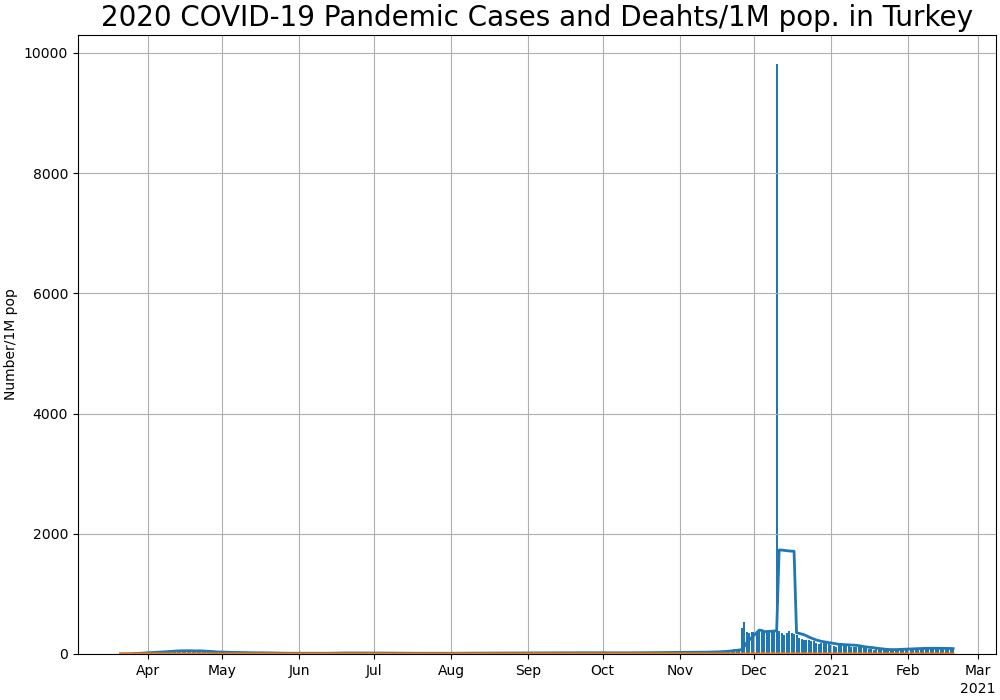 2020 COVID-19 Pandemic Cases and Deahts/1M pop. in Turkey
10000
8000
6000
4000
2000
0
Number/1M pop
Apr May Jun Jul Aug Sep Oct Nov Dec 2021 Feb Mar
2021